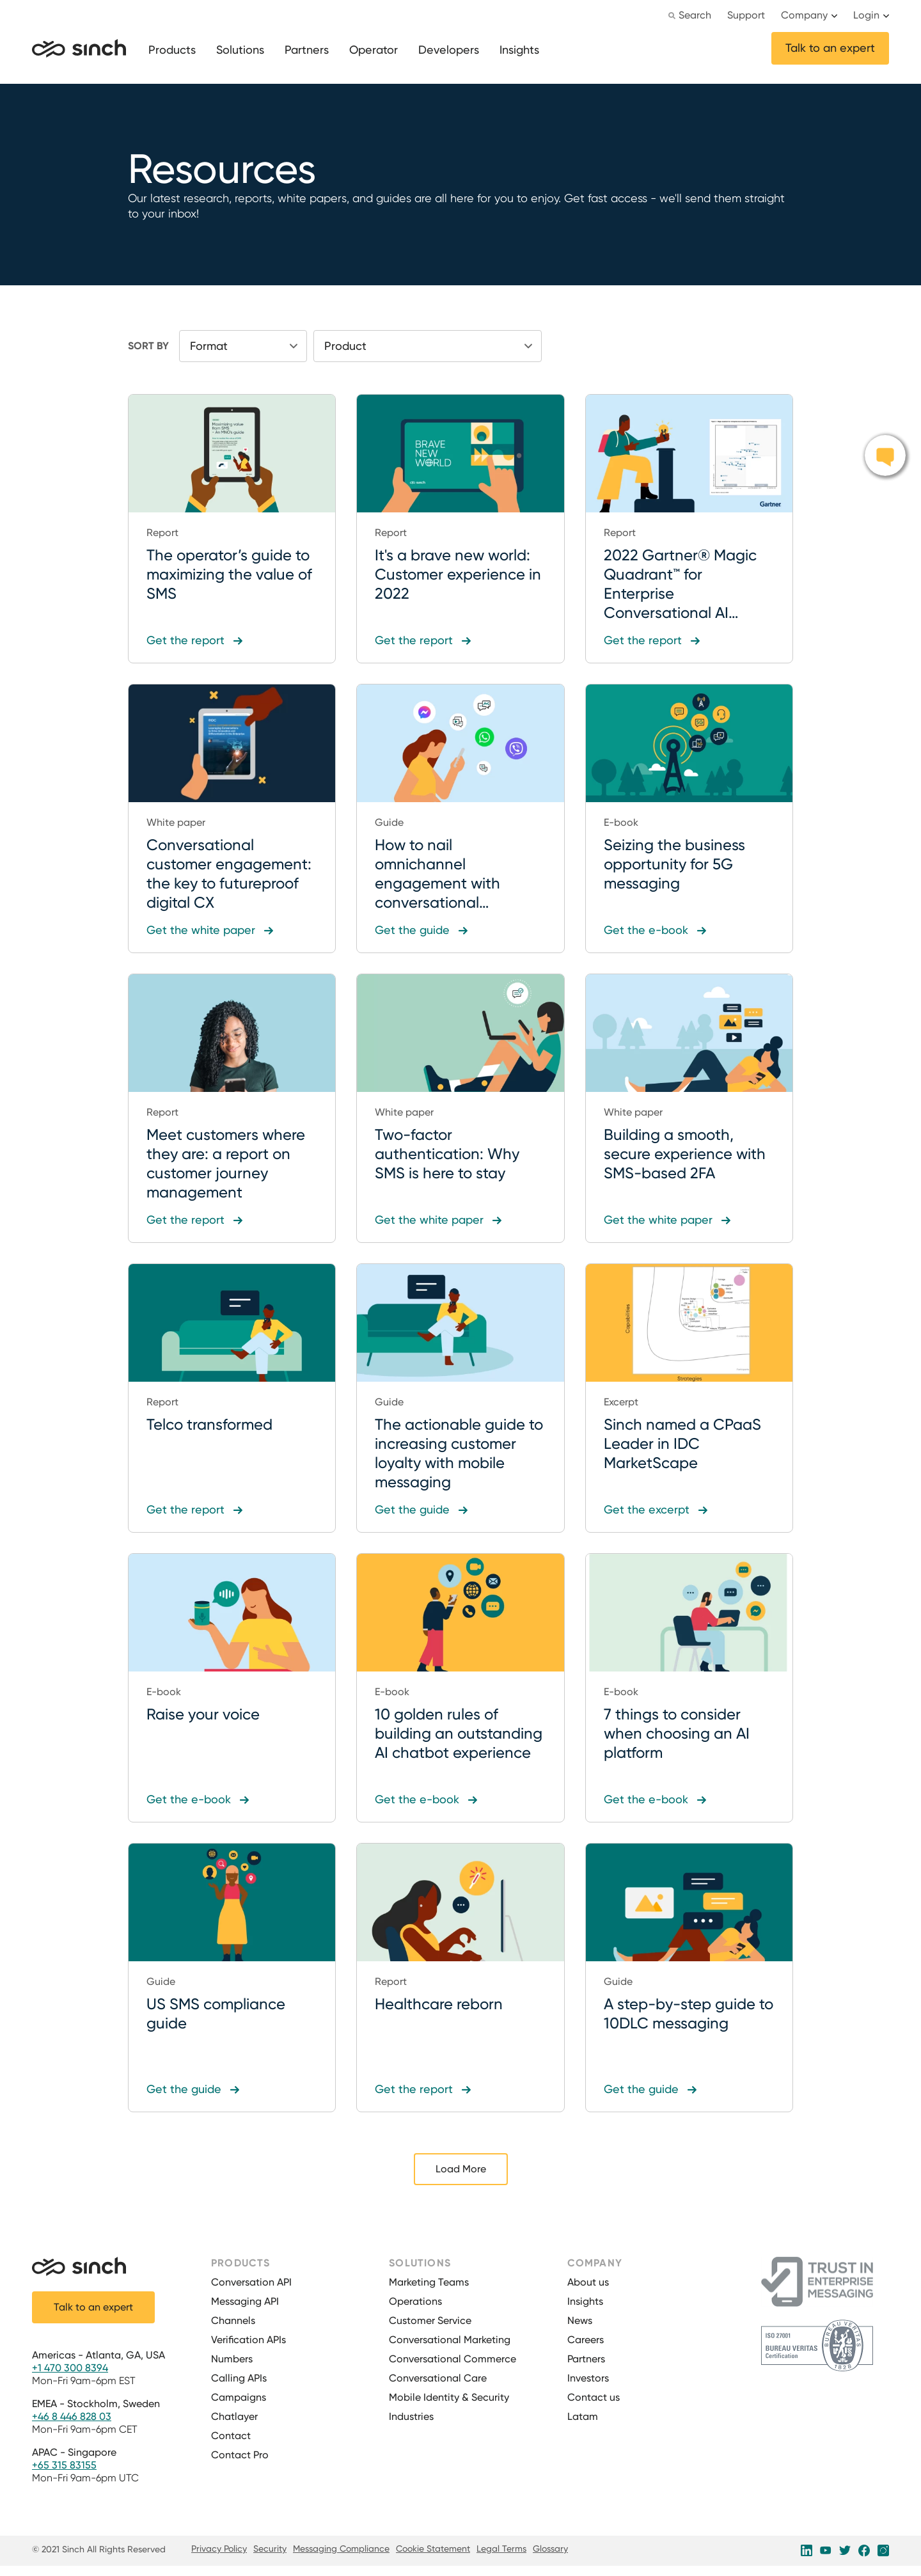 Search Support Company Login
sinch Products Solutions Partners Operator Developers Insights Talk to an expert
Resources
Our latest research, reports, white papers, and guides are all here for you to enjoy. Get fast access - we'll send them straight
to your inbox!
SORT BY Format Product
Maximizing value
from SMS
- An MNO's guide
BRAVE
NEW
WORLD
Gartner
Report
The operator's guide to
maximizing the value of
SMS
Get the report
Report
It's a brave new world:
Customer experience in
2022
Get the report
Report
2022 Gartner® Magic
Quadrant™ for
Enterprise
Conversational AI...
Get the report
White paper
Conversational
customer engagement:
the key to futureproof
digital CX
Get the white paper
Guide
How to nail
omnichannel
engagement with
conversational...
Get the guide
E-book
Seizing the business
opportunity for 5G
messaging
Get the e-book
Report
Meet customers where
they are: a report on
customer journey
management
Get the report
White paper
Two-factor
authentication: Why
SMS is here to stay
Get the white paper
White paper
Building a smooth,
secure experience with
SMS-based 2FA
Get the white paper
Capabilities
Strategies
Report
Telco transformed
Get the report
Guide
The actionable guide to
increasing customer
loyalty with mobile
messaging
Get the guide
Excerpt
Sinch named a CPaaS
Leader in IDC
MarketScape
Get the excerpt
E-book
Raise your voice
Get the e-book
E-book
10 golden rules of
building an outstanding
AI chatbot experience
Get the e-book
E-book
7 things to consider
when choosing an AI
platform
Get the e-book
Guide
US SMS compliance
guide
Get the guide
Report
Healthcare reborn
Get the report
Guide
A step-by-step guide to
10DLC messaging
Get the guide
Load More
sinch
Talk to an expert
Americas - Atlanta, GA, USA
+1 470 300 8394
Mon-Fri 9am-6pm EST
EMEA - Stockholm, Sweden
+46 8 446 828 03
Mon-Fri 9am-6pm CET
APAC - Singapore
+65 315 83155
Mon-Fri 9am-6pm UTC
PRODUCTS
Conversation API
Messaging API
Channels
Verification APIs
Numbers
Calling APIs
Campaigns
Chatlayer
Contact
Contact Pro
SOLUTIONS
Marketing Teams
Operations
Customer Service
Conversational Marketing
Conversational Commerce
Conversational Care
Mobile Identity & Security
Industries
COMPANY
About us
Insights
News
Careers
Partners
Investors
Contact us
Latam
TRUST IN
ENTERPRISE
MESSAGING
ISO 27001
BUREAU VERITAS
Certification
BUREAU VERITAS
1828
© 2021 Sinch All Rights Reserved Privacy Policy Security Messaging Compliance Cookie Statement Legal Terms Glossary